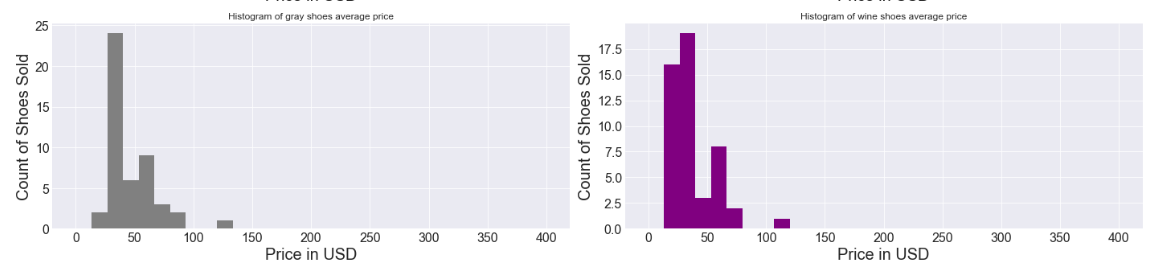 Histogram of gray shoes average price
25
20
15
10
5
0
Count of Shoes Sold
0 50 100 150 200 250 300 350 400
Price in USD
Histogram of wine shoes average price
17.5
15.0
12.5
10.0
7.5
5.0
2.5
0.0
Count of Shoes Sold
0 50 100 150 200 250 300 350 400
Price in USD